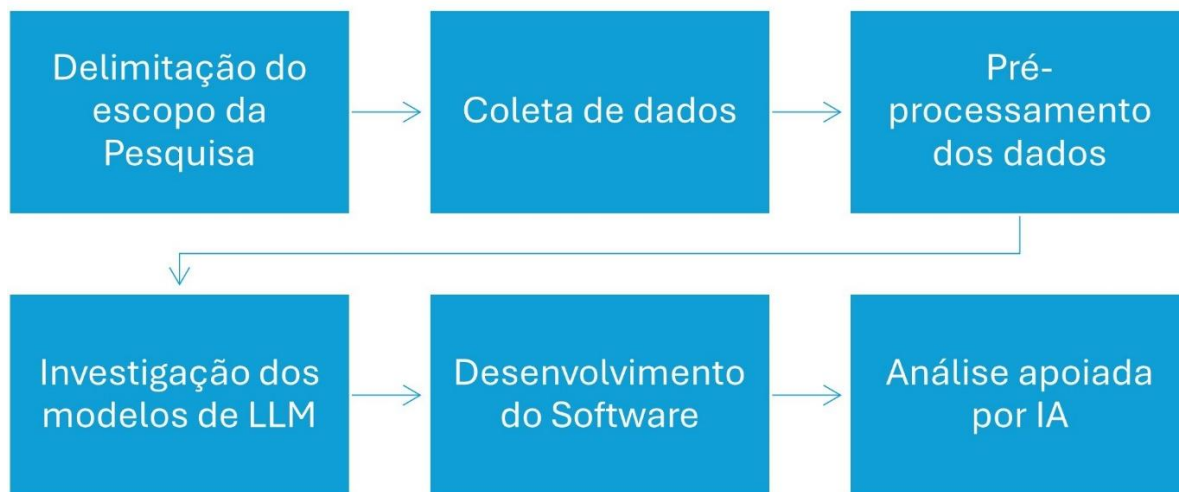 Delimitação do
escopo da
Pesquisa
Coleta de dados
Pré-
processamento
dos dados
Investigação dos
modelos de LLM
Desenvolvimento
do Software
Análise apoiada
por IA